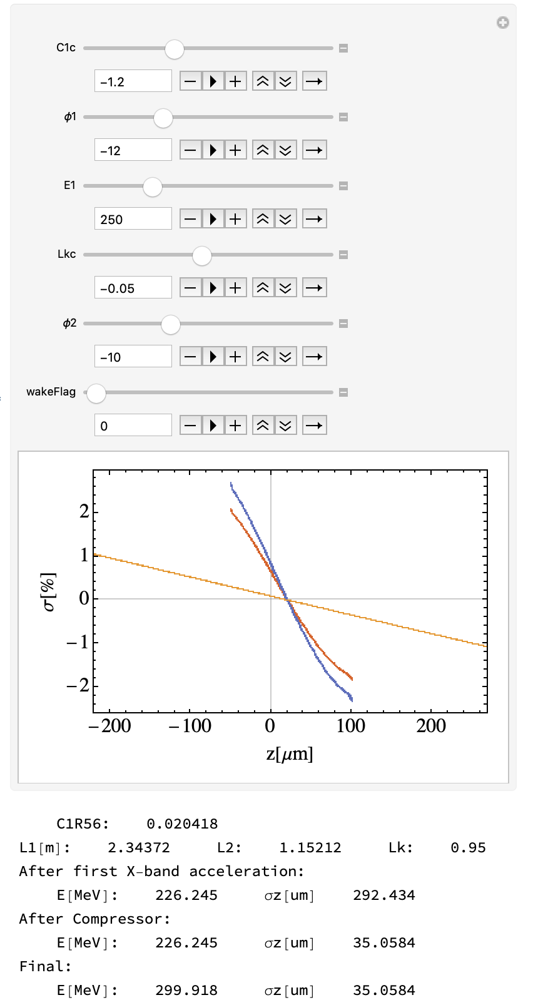 C1c
−1.2
ϕ1
−12
E1
250
Lkc
−0.05
ϕ2
−10
wakeFlag
0
2
1
0
−1
−2
σ[%]
−200 −100 0 100 200
z[μm]
C1R56: 0.020418
L1[m]: 2.34372 L2: 1.15212 Lk: 0.95
After first X-band acceleration:
E[MeV]: 226.245 σz[um] 292.434
After Compressor:
E[MeV]: 226.245 σz[um] 35.0584
Final:
E[MeV]: 299.918 σz[um] 35.0584